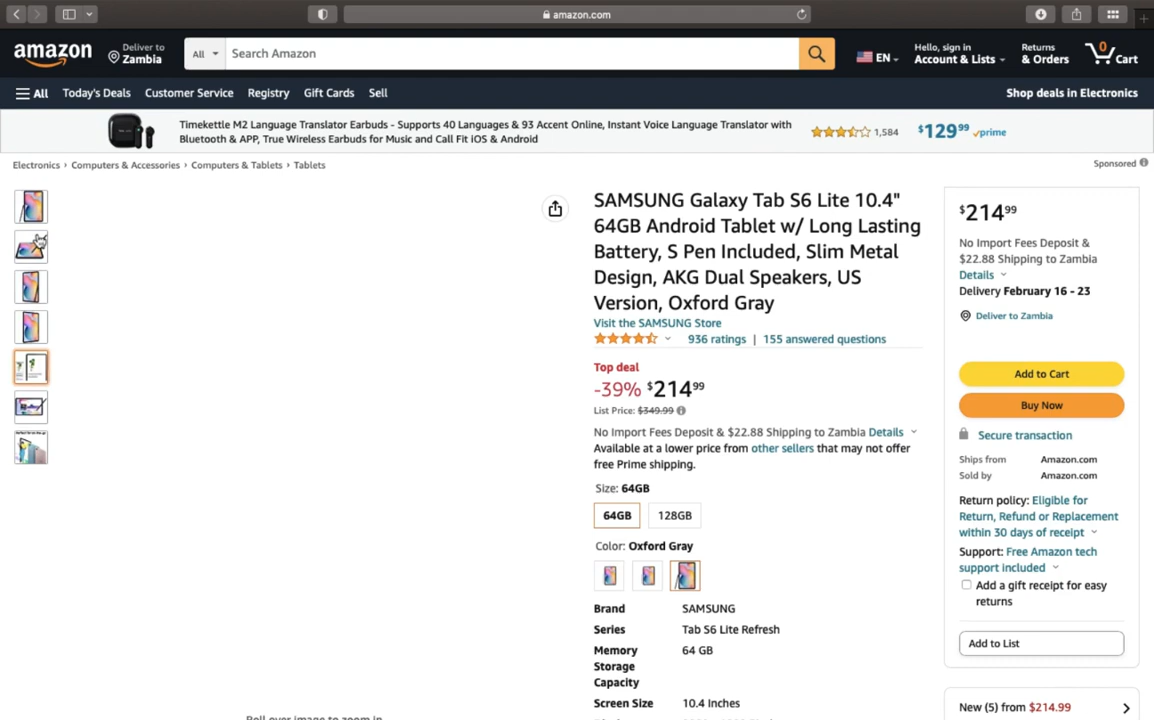 amazon.com
amazon
Deliver to
Zambia
All
Search Amazon
EN
Hello, sign in
Account & Lists
Returns
& Orders
0
Cart
All
Today's Deals
Customer Service
Registry
Gift Cards
Sell
Shop deals in Electronics
Timekettle M2 Language Translator Earbuds - Supports 40 Languages & 93 Accent Online, Instant Voice Language Translator with
Bluetooth & APP, True Wireless Earbuds for Music and Call Fit iOS & Android
1,584
$129 99
prime
Electronics › Computers & Accessories › Computers & Tablets › Tablets
Sponsored
SAMSUNG Galaxy Tab S6 Lite 10.4"
64GB Android Tablet w/ Long Lasting
Battery, S Pen Included, Slim Metal
Design, AKG Dual Speakers, US
Version, Oxford Gray
Visit the SAMSUNG Store
936 ratings | 155 answered questions
Top deal
-39% $214 99
List Price: $349.99
No Import Fees Deposit & $22.88 Shipping to Zambia Details
Available at a lower price from other sellers that may not offer
free Prime shipping.
Size: 64GB
64GB
128GB
Color: Oxford Gray
Brand SAMSUNG
Series Tab S6 Lite Refresh
Memory 64 GB
Storage
Capacity
Screen Size 10.4 Inches
Roll over image to zoom in
$214 99
No Import Fees Deposit &
$22.88 Shipping to Zambia
Details
Delivery February 16 - 23
Deliver to Zambia
Add to Cart
Buy Now
Secure transaction
Ships from Amazon.com
Sold by Amazon.com
Return policy: Eligible for
Return, Refund or Replacement
within 30 days of receipt
Support: Free Amazon tech
support included
Add a gift receipt for easy
returns
Add to List
New (5) from $214.99